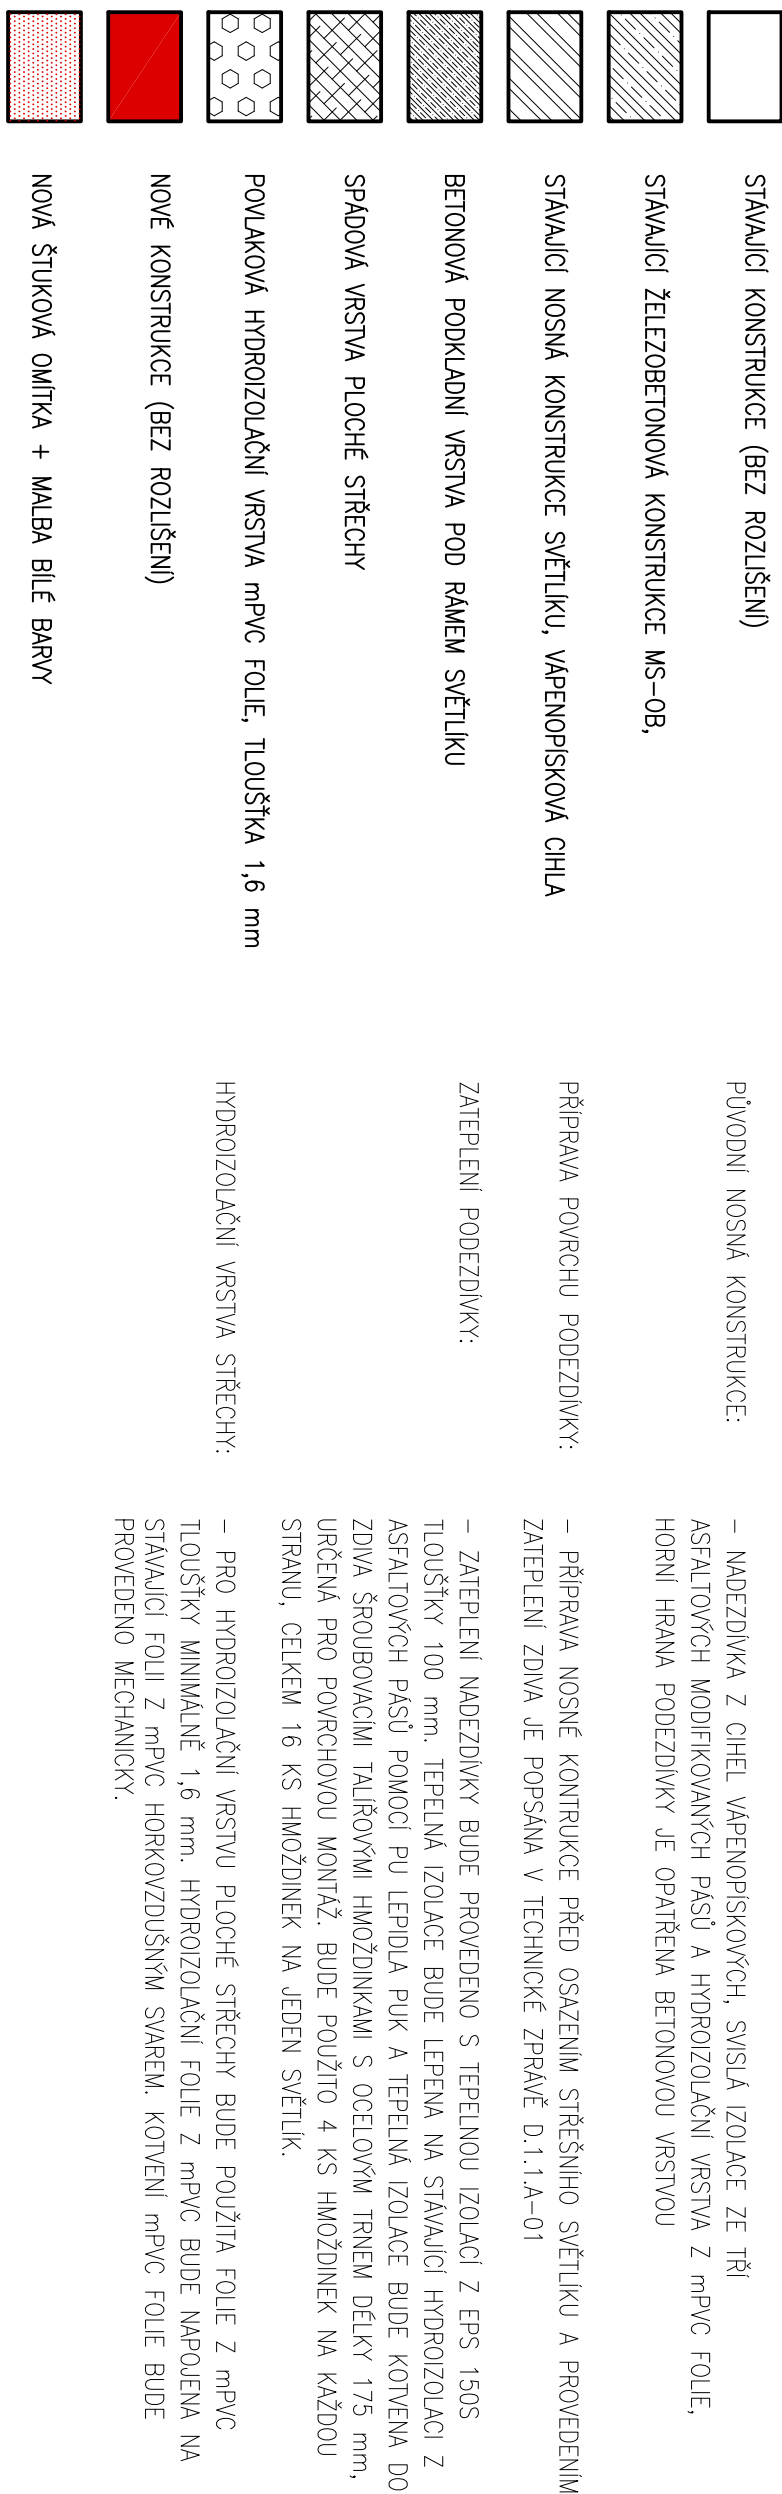 STÁVAJÍCÍ KONSTRUKCE (BEZ ROZLIŠENÍ)
STÁVAJÍCÍ ŽELEZOBETONOVÁ KONSTRUKCE MS-OB,
STÁVAJÍCÍ NOSNÁ KONSTRUKCE SVĚTLÍKU, VÁPENOPÍSKOVÁ CIHLA
BETONOVÁ PODKLADNÍ VRSTVA POD RÁMEM SVĚTLÍKU
SPÁDOVÁ VRSTVA PLOCHÉ STŘECHY
POVLAKOVÁ HYDROIZOLAČNÍ VRSTVA mPVC FOLIE, TLOUŠŤKA 1,6 mm
NOVÉ KONSTRUKCE (BEZ ROZLIŠENÍ)
NOVÁ ŠTUKOVÁ OMÍTKA + MALBA BÍLÉ BARVY
PŮVODNÍ NOSNÁ KONSTRUKCE:
- NADEZDÍVKA Z CIHEL VÁPENOPÍSKOVÝCH, SVISLÁ IZOLACE ZE TŘÍ
ASFALTOVÝCH MODIFIKOVANÝCH PÁSŮ A HYDROIZOLAČNÍ VRSTVA Z mPVC FOLIE,
HORNÍ HRANA PODEZDÍVKY JE OPATŘENA BETONOVOU VRSTVOU
PŘÍPRAVA POVRCHU PODEZDÍVKY:
- PŘÍPRAVA NOSNÉ KONTRUKCE PŘED OSAZENÍM STŘEŠNÍHO SVĚTLÍKU A PROVEDENÍM
ZATEPLENÍ ZDIVA JE POPSÁNA V TECHNICKÉ ZPRÁVĚ D.1.1.A-01
ZATEPLENÍ PODEZDÍVKY:
- ZATEPLENÍ NADEZDÍVKY BUDE PROVEDENO S TEPELNOU IZOLACÍ Z EPS 150S
TLOUŠŤKY 100 mm. TEPELNÁ IZOLACE BUDE LEPENA NA STÁVAJÍCÍ HYDROIZOLACI Z
ASFALTOVÝCH PÁSŮ POMOCÍ PU LEPIDLA PUK A TEPELNÁ IZOLACE BUDE KOTVENA DO
ZDIVA ŠROUBOVACÍMI TALÍŘOVÝMI HMOŽDINKAMI S OCELOVÝM TRNEM DÉLKY 175 mm,
URČENÁ PRO POVRCHOVOU MONTÁŽ. BUDE POUŽITO 4 KS HMOŽDINEK NA KAŽDOU
STRANU, CELKEM 16 KS HMOŽDINEK NA JEDEN SVĚTLÍK.
HYDROIZOLAČNÍ VRSTVA STŘECHY:
- PRO HYDROIZOLAČNÍ VRSTVU PLOCHÉ STŘECHY BUDE POUŽITA FOLIE Z mPVC
TLOUŠŤKY MINIMÁLNĚ 1,6 mm. HYDROIZOLAČNÍ FOLIE Z mPVC BUDE NAPOJENA NA
STÁVAJÍCÍ FOLII Z mPVC HORKOVZDUŠNÝM SVAREM. KOTVENÍ mPVC FOLIE BUDE
PROVEDENO MECHANICKY.